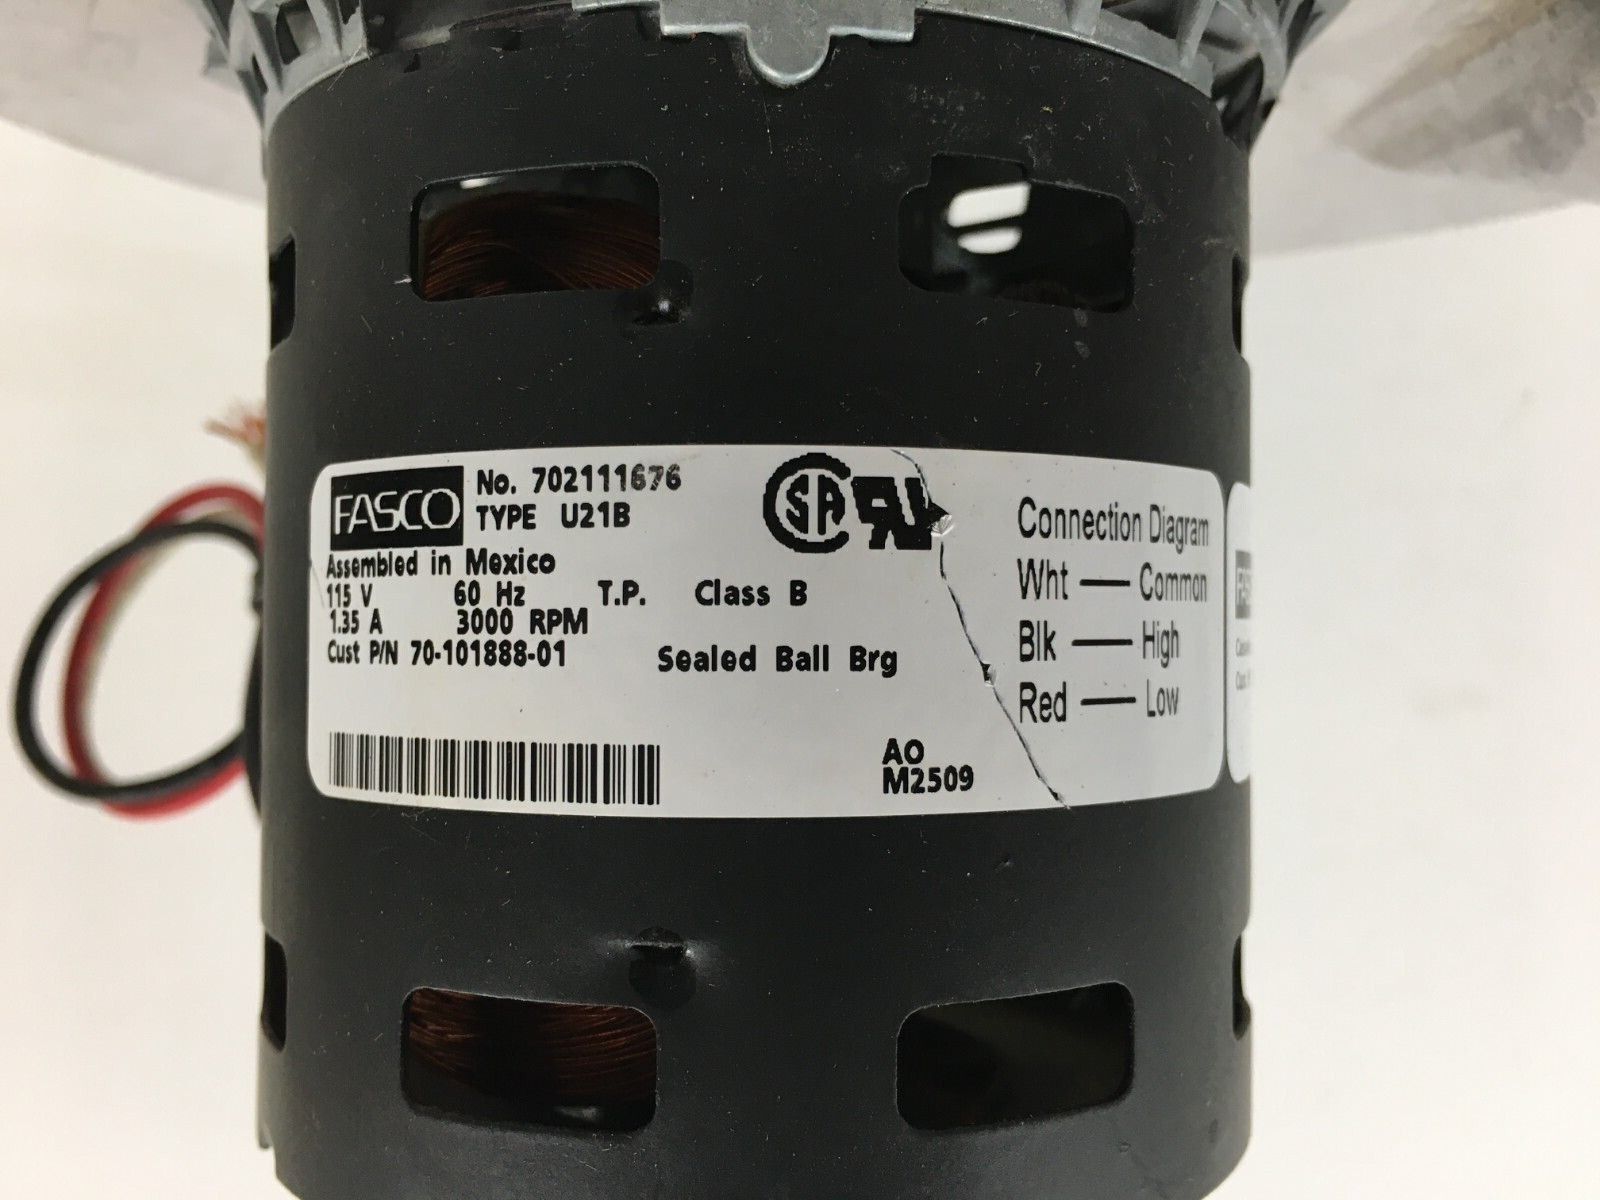 FASCO
No. 702111676
TYPE U21B
Assembled in Mexico
115 V 60 Hz T.P. Class B
1.35 A 3000 RPM
Cust P/N 70-101888-01
Sealed Ball Brg
AO
M2509
SA
Connection Diagram
Wht — Common
Blk — High
Red — Low